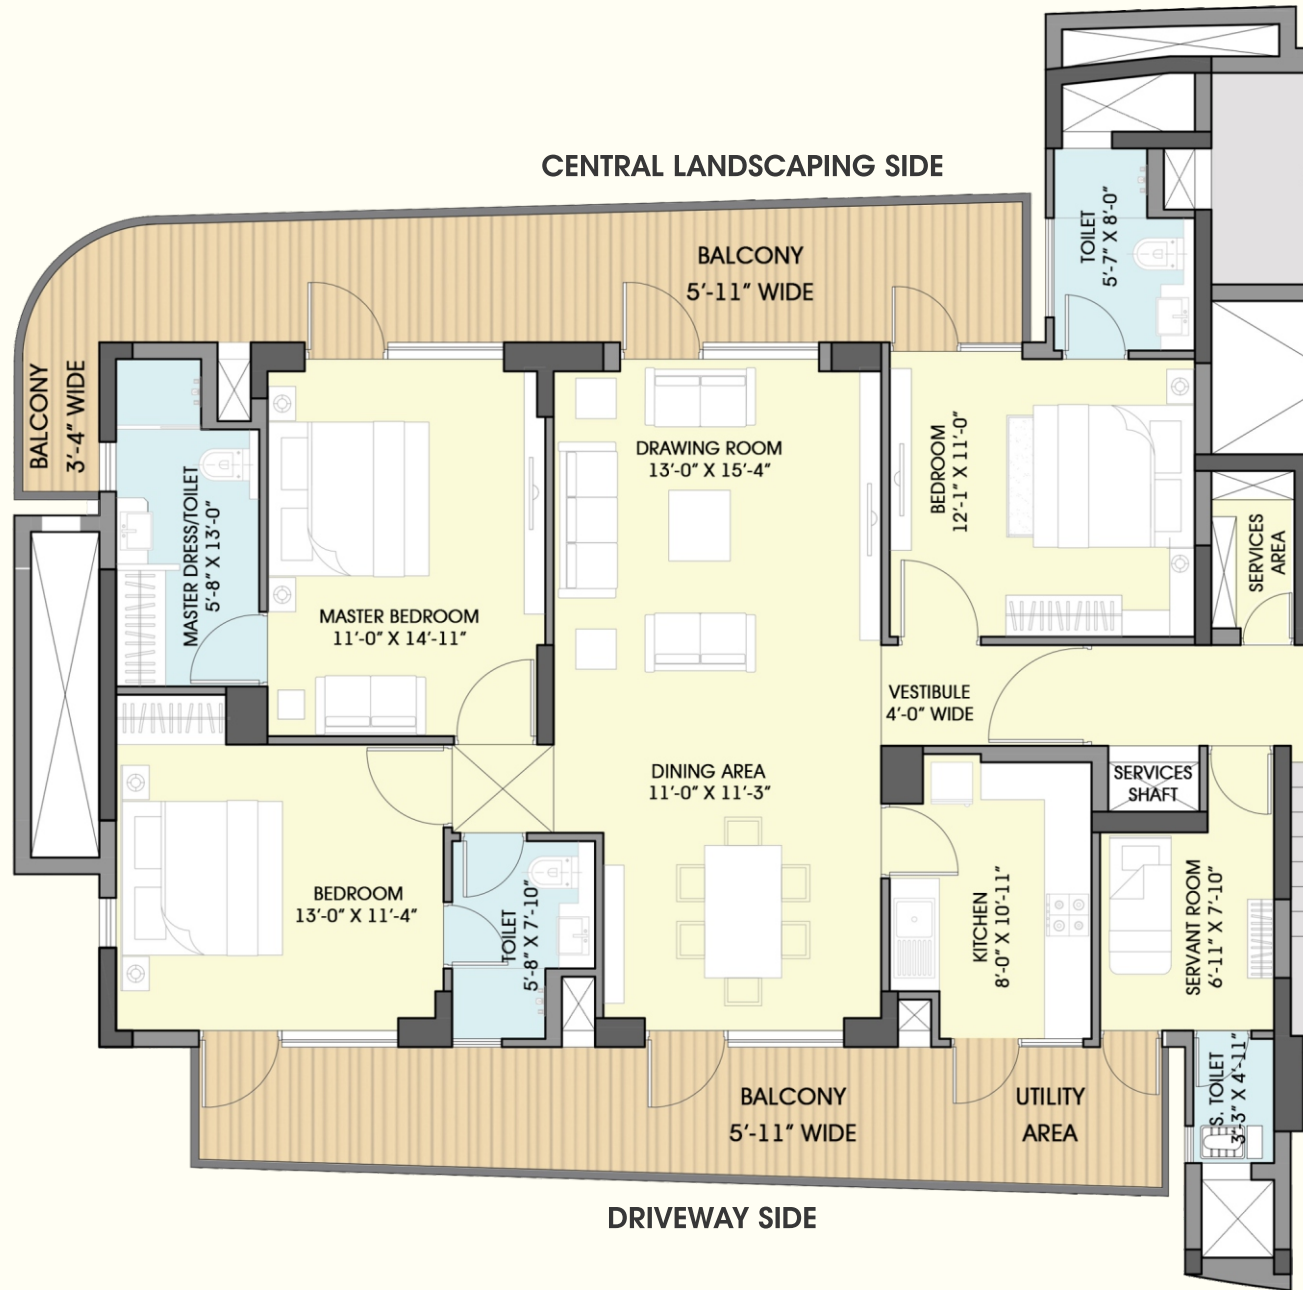 CENTRAL LANDSCAPING SIDE
TOILET
5'-7" X 8'-0"
BALCONY
5'-11" WIDE
BALCONY
3'-4" WIDE
DRAWING ROOM
13'-0" X 15'-4"
BEDROOM
12'-1" X 11'-0"
MASTER DRESS/TOILET
5'-8" X 13'-0"
SERVICES
AREA
MASTER BEDROOM
11'-0" X 14'-11"
VESTIBULE
4'-0" WIDE
DINING AREA
11'-0" X 11'-3"
SERVICES
SHAFT
BEDROOM
13'-0" X 11'-4"
TOILET
5'-8" X 7'-10"
KITCHEN
8'-0" X 10'-11"
SERVANT ROOM
6'-11" X 7'-10"
BALCONY
5'-11" WIDE
UTILITY
AREA
S. TOILET
3'-3" X 4'-11"
DRIVEWAY SIDE